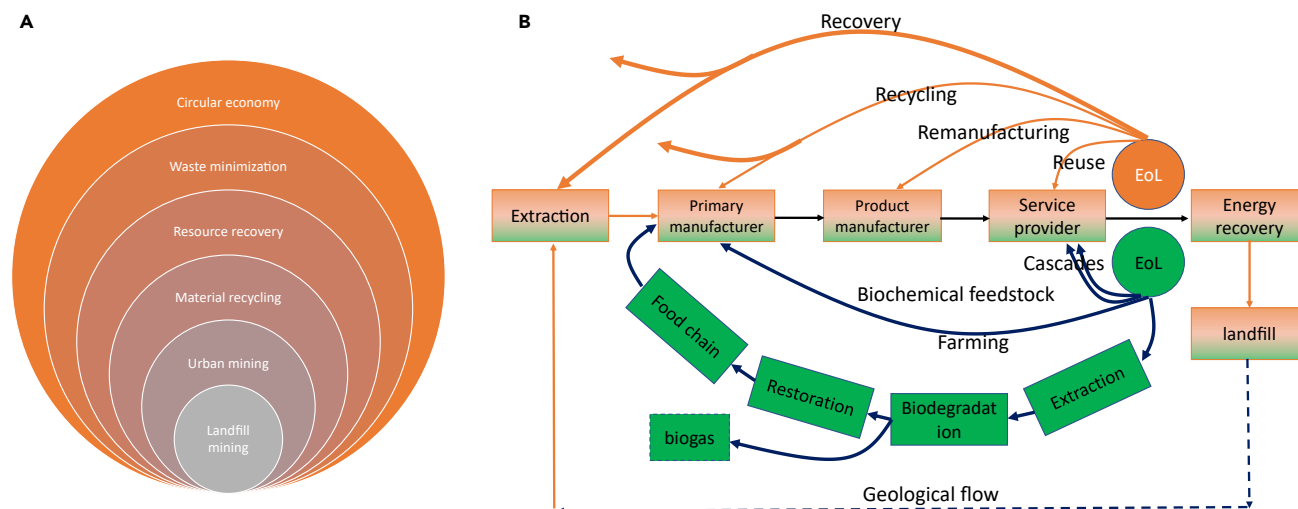 A
Circular economy
Waste minimization
Resource recovery
Material recycling
Urban mining
Landfill
mining
B
Recovery
Recycling
Remanufacturing
Reuse
EoL
Extraction
Primary
manufacturer
Product
manufacturer
Service
provider
Energy
recovery
Cascades
EoL
Biochemical feedstock
Farming
landfill
Food chain
Restoration
Biodegradat
ion
Extraction
biogas
Geological flow